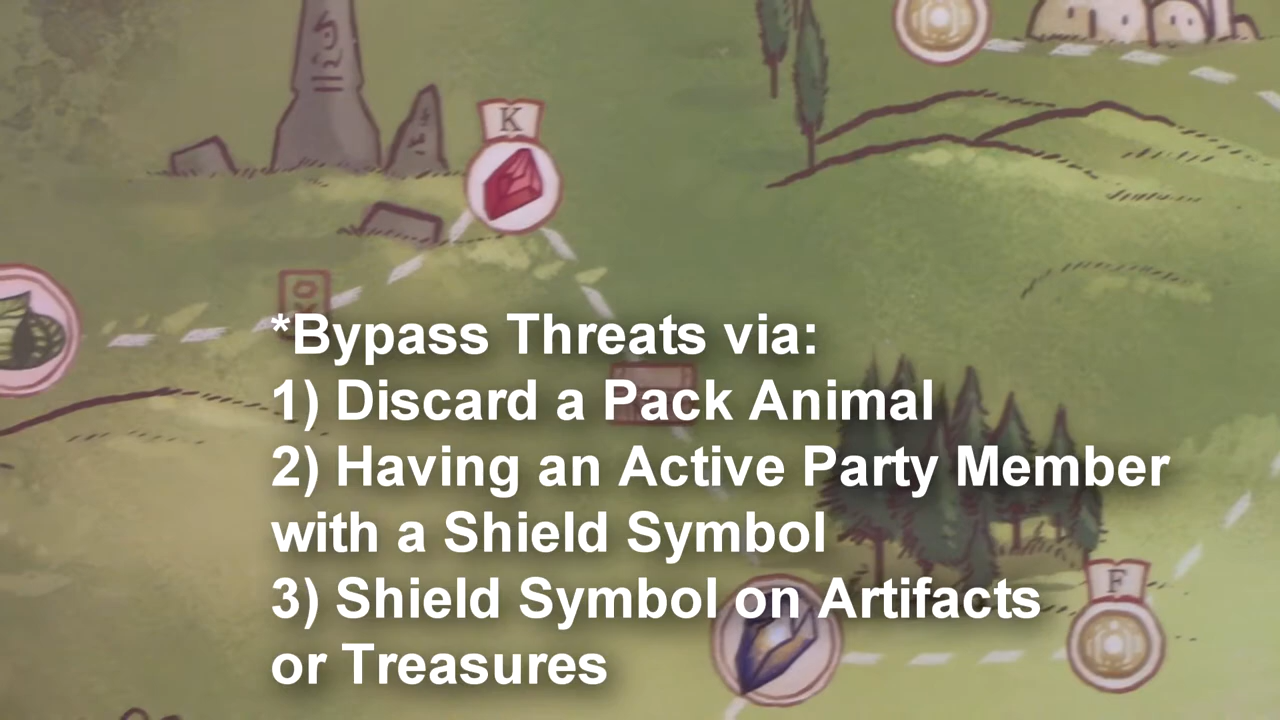 K
*Bypass Threats via:
1) Discard a Pack Animal
2) Having an Active Party Member
with a Shield Symbol
3) Shield Symbol on Artifacts
or Treasures
F